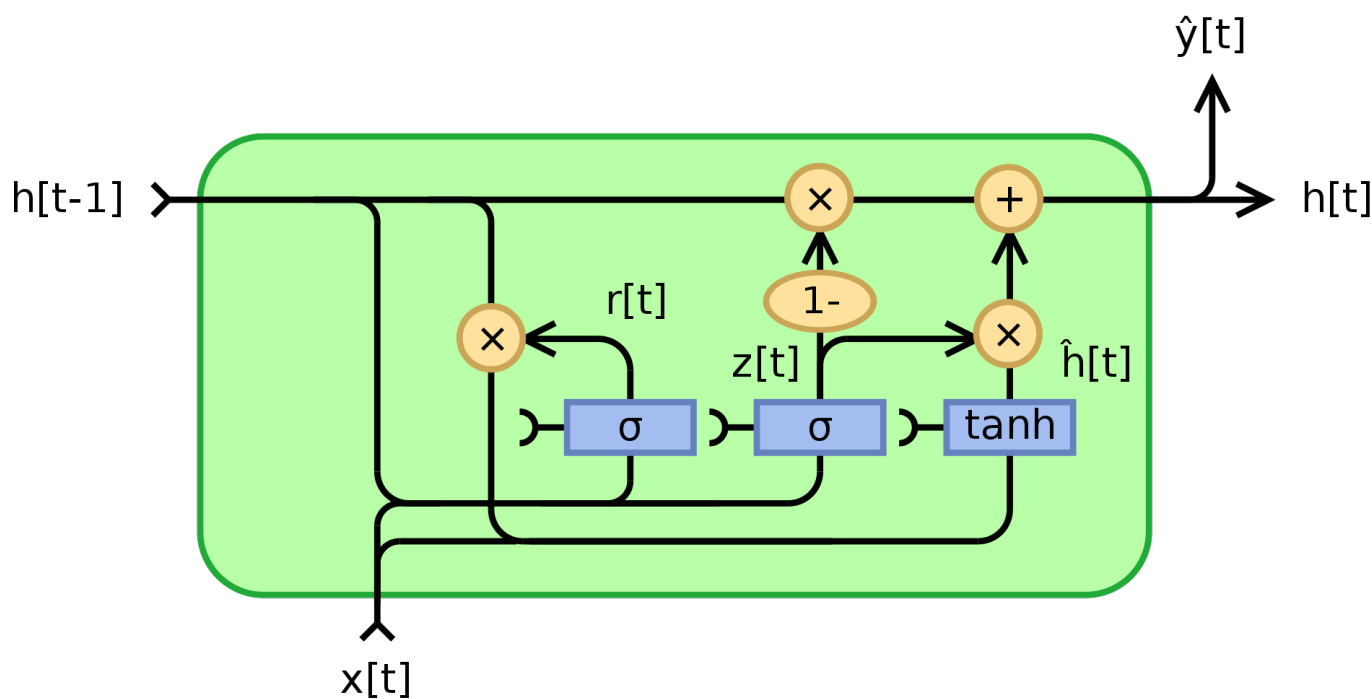 ŷ[t]
h[t-1]
×
+
h[t]
r[t]
1-
×
z[t]
×
ĥ[t]
σ
σ
tanh
x[t]